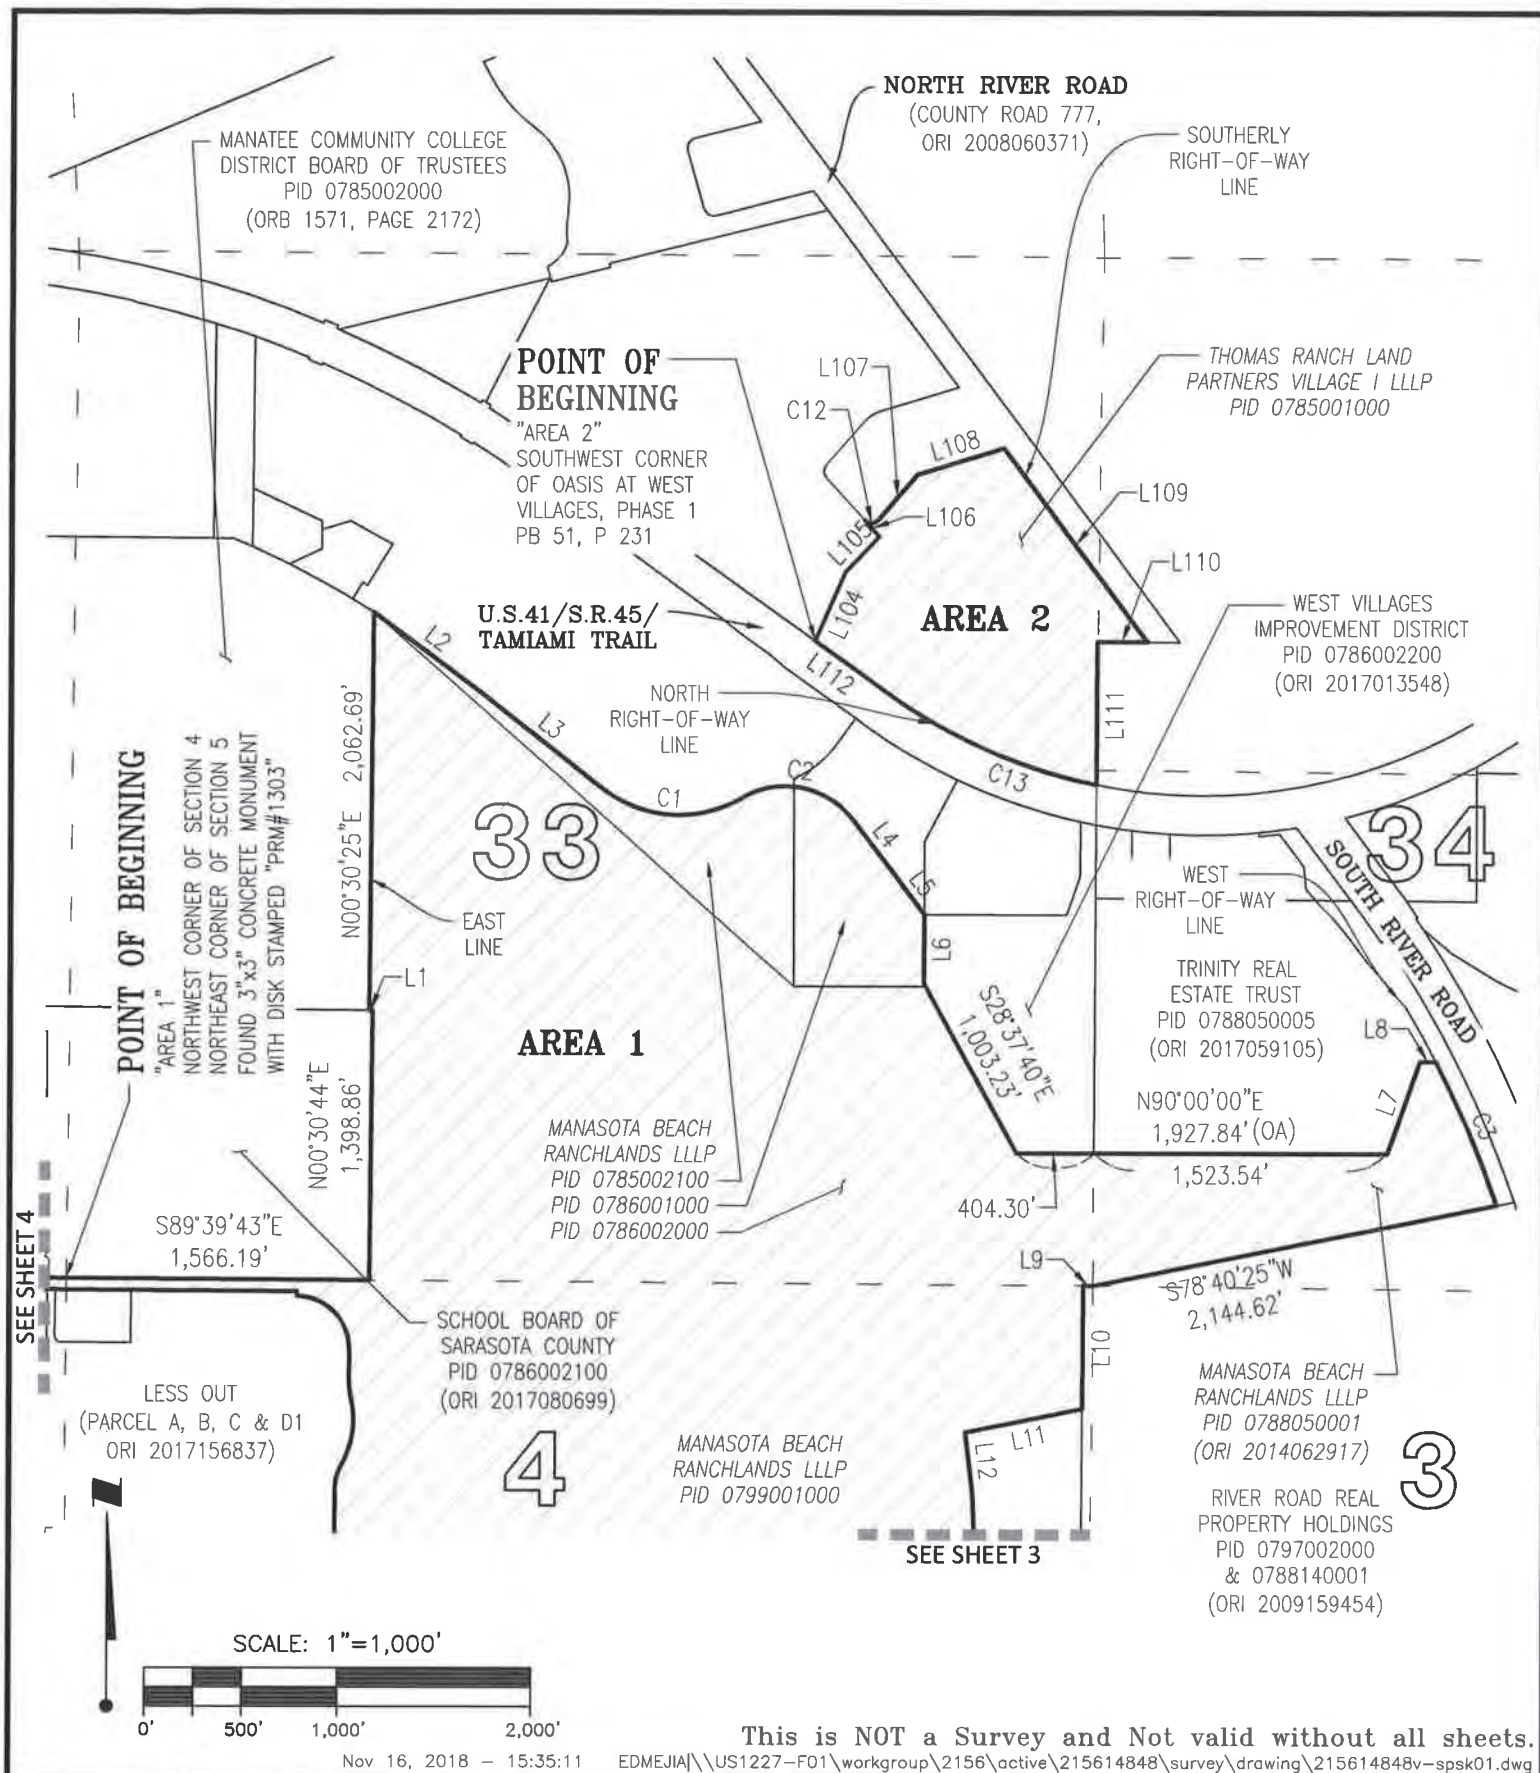 NORTH RIVER ROAD
(COUNTY ROAD 777,
ORI 2008060371)
SOUTHERLY
RIGHT-OF-WAY
LINE
MANATEE COMMUNITY COLLEGE
DISTRICT BOARD OF TRUSTEES
PID 0785002000
(ORB 1571, PAGE 2172)
POINT OF
BEGINNING
"AREA 2"
SOUTHWEST CORNER
OF OASIS AT WEST
VILLAGES, PHASE 1
PB 51, P 231
L107
C12
L108
THOMAS RANCH LAND
PARTNERS VILLAGE I LLLP
PID 0785001000
L109
L106
L105
L110
L104
AREA 2
U.S.41/S.R.45/
TAMIAMI TRAIL
WEST VILLAGES
IMPROVEMENT DISTRICT
PID 0786002200
(ORI 2017013548)
L2
L112
L111
NORTH
RIGHT-OF-WAY
LINE
L3
C1
C2
C13
N00°30'25"E 2,062.69'
POINT OF BEGINNING
"AREA 1"
NORTHWEST CORNER OF SECTION 4
NORTHEAST CORNER OF SECTION 5
FOUND 3"x3" CONCRETE MONUMENT
WITH DISK STAMPED "PRM#1303"
33
34
L4
L5
SOUTH RIVER ROAD
WEST
RIGHT-OF-WAY
LINE
EAST
LINE
L6
L1
TRINITY REAL
ESTATE TRUST
PID 0788050005
(ORI 2017059105)
L8
S28°37'40"E
1,003.23'
AREA 1
N00°30'44"E
1,398.86'
N90°00'00"E
1,927.84'(OA)
L7
C3
MANASOTA BEACH
RANCHLANDS LLLP
PID 0785002100
PID 0786001000
PID 0786002000
1,523.54'
404.30'
S89°39'43"E
1,566.19'
SEE SHEET 4
L9
S78°40'25"W
2,144.62'
SCHOOL BOARD OF
SARASOTA COUNTY
PID 0786002100
(ORI 2017080699)
L10
LESS OUT
(PARCEL A, B, C & D1
ORI 2017156837)
MANASOTA BEACH
RANCHLANDS LLLP
PID 0788050001
(ORI 2014062917)
L11
L12
4
3
MANASOTA BEACH
RANCHLANDS LLLP
PID 0799001000
RIVER ROAD REAL
PROPERTY HOLDINGS
PID 0797002000
& 0788140001
(ORI 2009159454)
N
SEE SHEET 3
SCALE: 1"=1,000'
0' 500' 1,000' 2,000'
This is NOT a Survey and Not valid without all sheets.
Nov 16, 2018 - 15:35:11 EDMEJIA|\\US1227-F01\workgroup\2156\active\215614848\survey\drawing\215614848v-spsk01.dwg